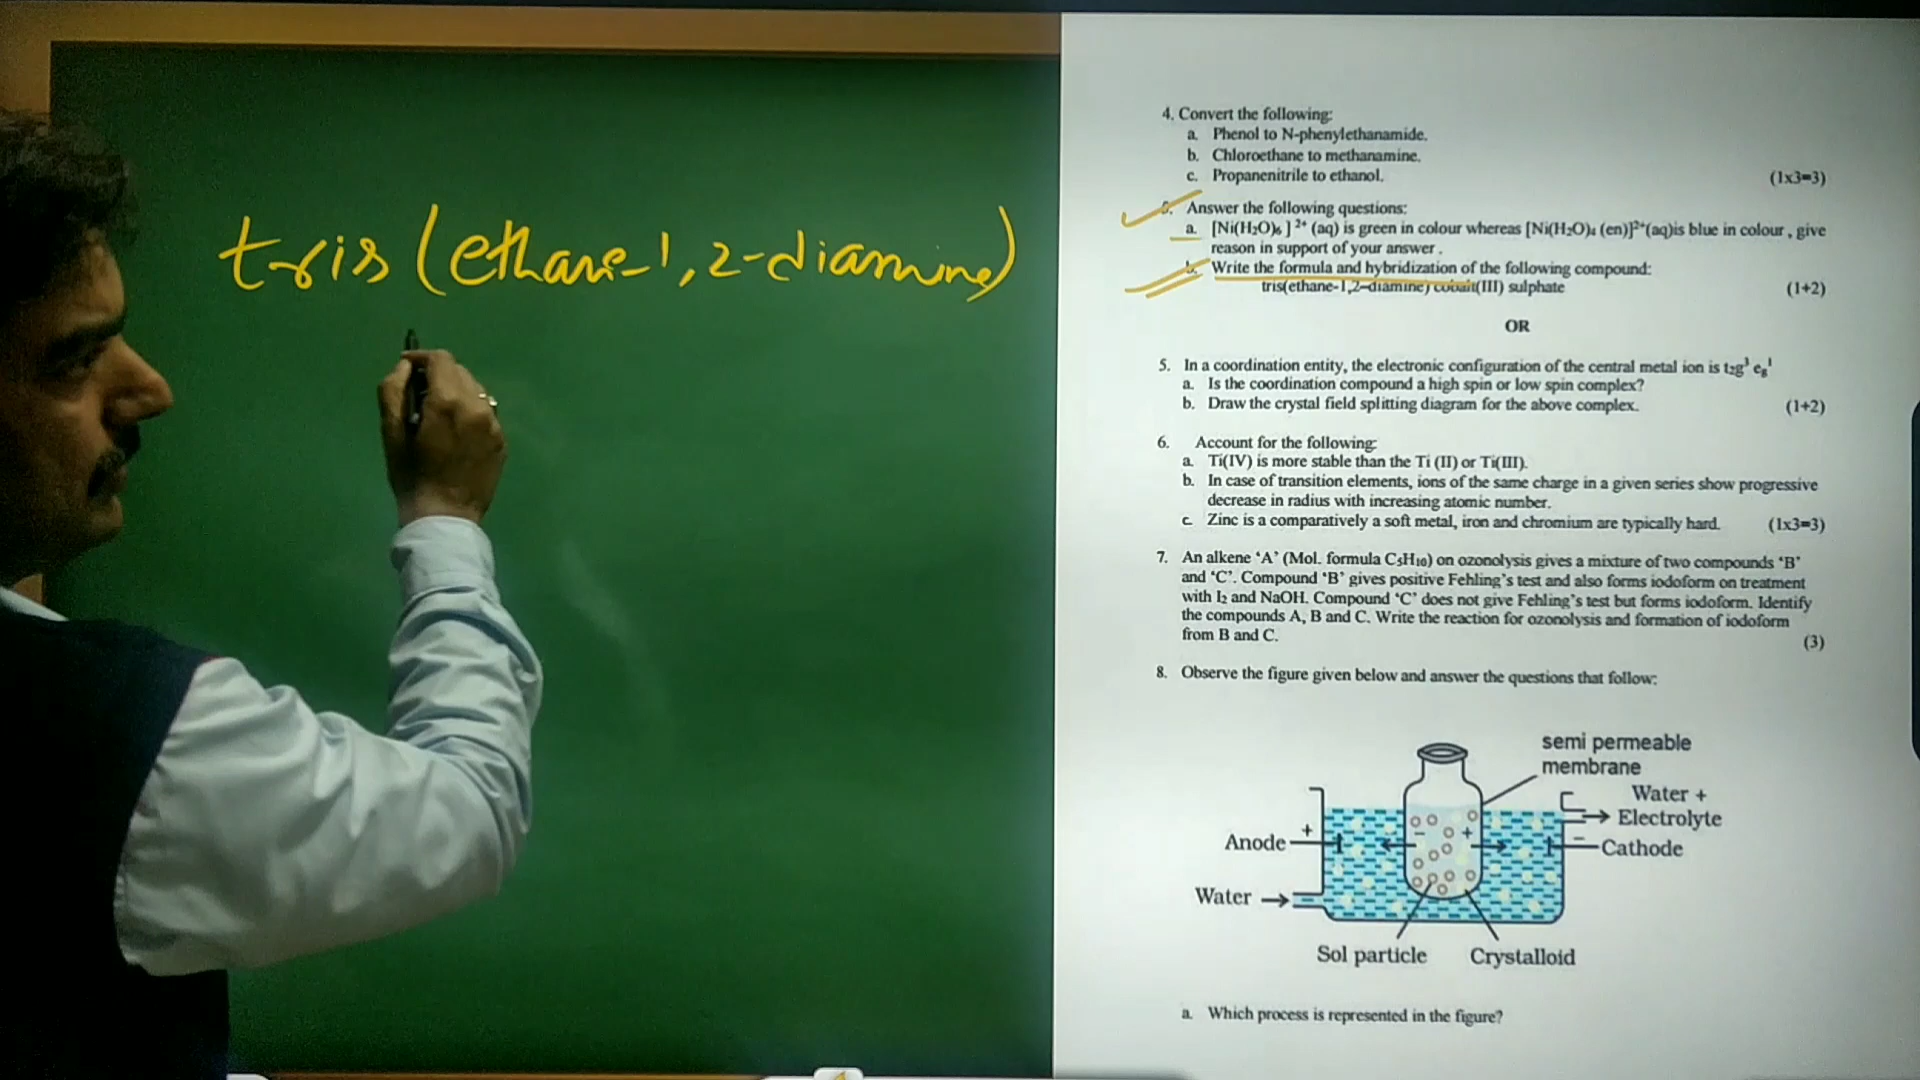 tris (ethane-1,2-diamine)
4. Convert the following:
a. Phenol to N-phenylethanamide.
b. Chloroethane to methanamine.
c. Propanenitrile to ethanol.
(1x3=3)
5. Answer the following questions:
a. [Ni(H₂O)₆]²⁺ (aq) is green in colour whereas [Ni(H₂O)₄ (en)]²⁺(aq)is blue in colour , give
reason in support of your answer .
b. Write the formula and hybridization of the following compound:
tris(ethane-1,2–diamine) cobalt(III) sulphate
(1+2)
OR
5. In a coordination entity, the electronic configuration of the central metal ion is t₂g³ eg¹
a. Is the coordination compound a high spin or low spin complex?
b. Draw the crystal field splitting diagram for the above complex.
(1+2)
6. Account for the following:
a. Ti(IV) is more stable than the Ti (II) or Ti(III).
b. In case of transition elements, ions of the same charge in a given series show progressive
decrease in radius with increasing atomic number.
c. Zinc is a comparatively a soft metal, iron and chromium are typically hard.
(1x3=3)
7. An alkene ‘A’ (Mol. formula C₅H₁₀) on ozonolysis gives a mixture of two compounds ‘B’
and ‘C’. Compound ‘B’ gives positive Fehling’s test and also forms iodoform on treatment
with I₂ and NaOH. Compound ‘C’ does not give Fehling’s test but forms iodoform. Identify
the compounds A, B and C. Write the reaction for ozonolysis and formation of iodoform
from B and C.
(3)
8. Observe the figure given below and answer the questions that follow:
semi permeable
membrane
Water +
Electrolyte
Anode
+
−
+
−
Cathode
Water
Sol particle
Crystalloid
a. Which process is represented in the figure?